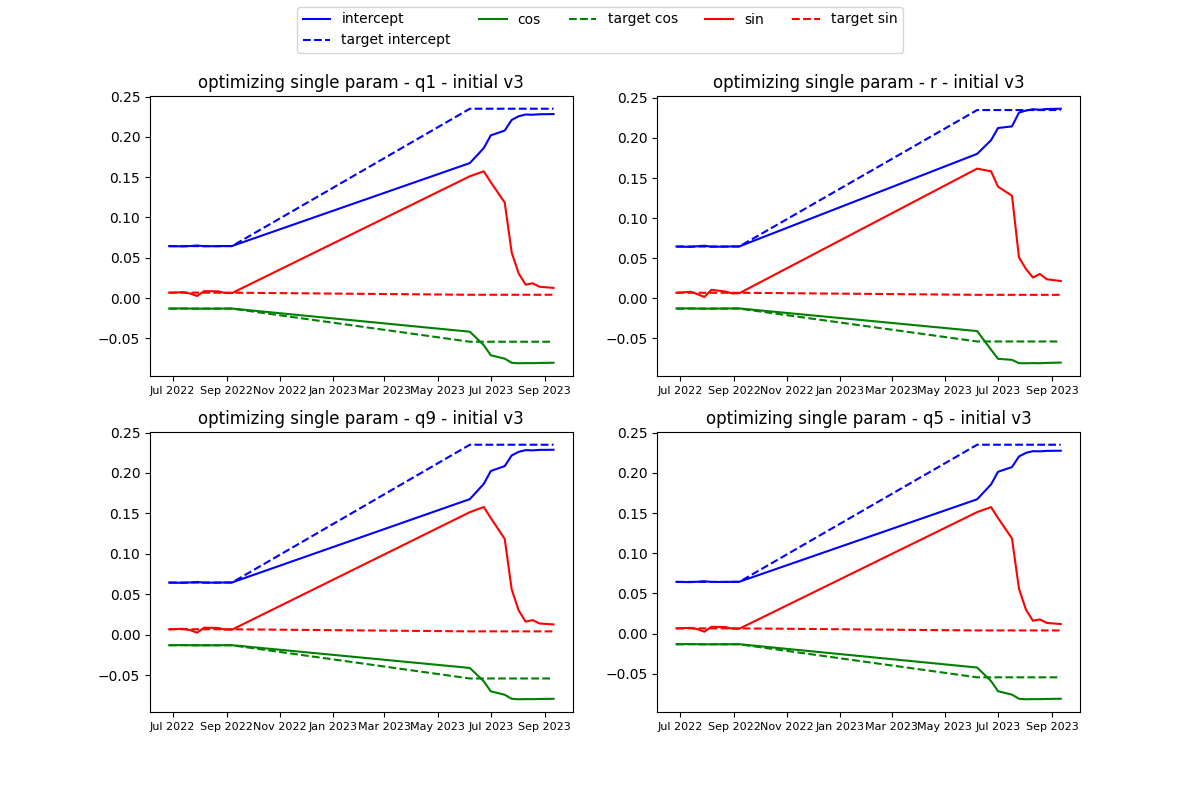 intercept cos target cos sin target sin
target intercept
optimizing single param - q1 - initial v3
0.25
0.20
0.15
0.10
0.05
0.00
−0.05
Jul 2022 Sep 2022 Nov 2022 Jan 2023 Mar 2023 May 2023 Jul 2023 Sep 2023
optimizing single param - r - initial v3
0.25
0.20
0.15
0.10
0.05
0.00
−0.05
Jul 2022 Sep 2022 Nov 2022 Jan 2023 Mar 2023 May 2023 Jul 2023 Sep 2023
optimizing single param - q9 - initial v3
0.25
0.20
0.15
0.10
0.05
0.00
−0.05
Jul 2022 Sep 2022 Nov 2022 Jan 2023 Mar 2023 May 2023 Jul 2023 Sep 2023
optimizing single param - q5 - initial v3
0.25
0.20
0.15
0.10
0.05
0.00
−0.05
Jul 2022 Sep 2022 Nov 2022 Jan 2023 Mar 2023 May 2023 Jul 2023 Sep 2023